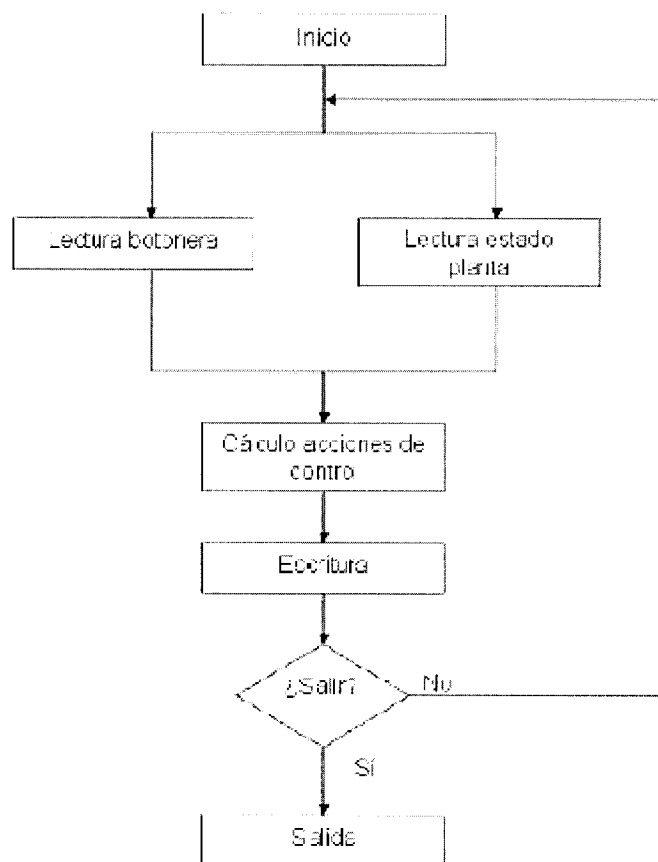 Inicio
Lectura botonera
Lectura estado
planta
Cálculo acciones de
contro
Escritura
¿Salir?
No
Sí
Salida